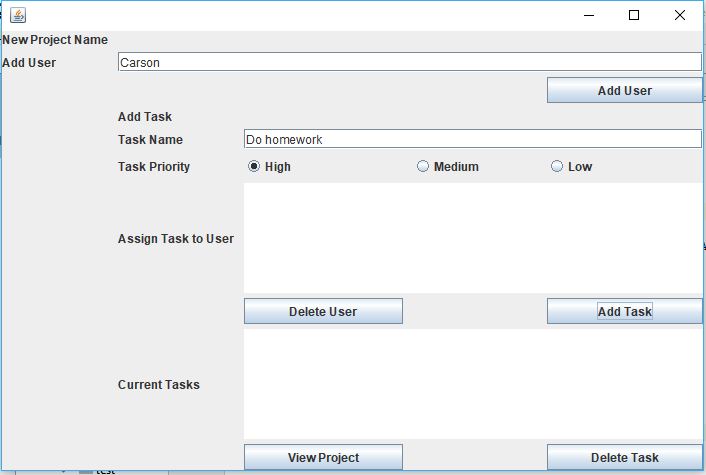 New Project Name
Add User Carson
Add User
Add Task
Task Name Do homework
Task Priority High Medium Low
Assign Task to User
Delete User Add Task
Current Tasks
View Project Delete Task
test